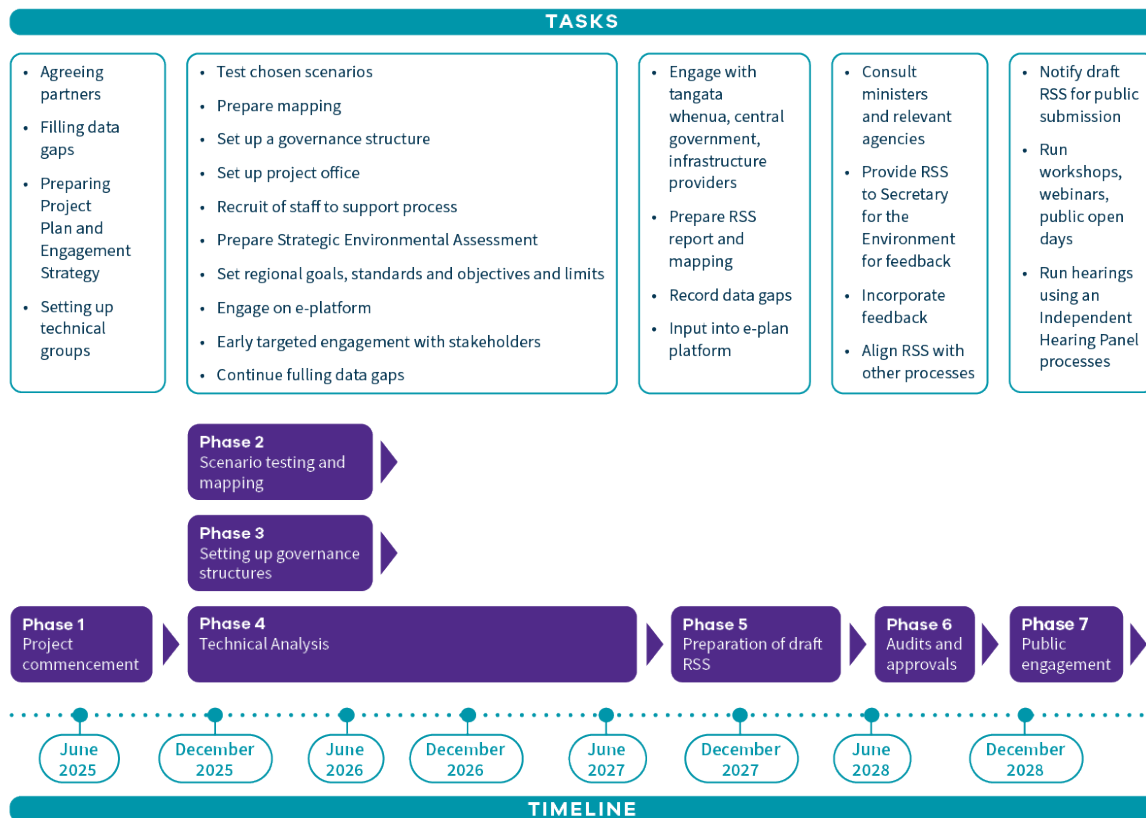 TASKS
• Agreeing
partners
• Filling data
gaps
• Preparing
Project
Plan and
Engagement
Strategy
• Setting up
technical
groups
• Test chosen scenarios
• Prepare mapping
• Set up a governance structure
• Set up project office
• Recruit of staff to support process
• Prepare Strategic Environmental Assessment
• Set regional goals, standards and objectives and limits
• Engage on e-platform
• Early targeted engagement with stakeholders
• Continue fulling data gaps
• Engage with
tangata
whenua, central
government,
infrastructure
providers
• Prepare RSS
report and
mapping
• Record data gaps
• Input into e-plan
platform
• Consult
ministers
and relevant
agencies
• Provide RSS
to Secretary
for the
Environment
for feedback
• Incorporate
feedback
• Align RSS with
other processes
• Notify draft
RSS for public
submission
• Run
workshops,
webinars,
public open
days
• Run hearings
using an
Independent
Hearing Panel
processes
Phase 2
Scenario testing and
mapping
Phase 3
Setting up governance
structures
Phase 1
Project
commencement
Phase 4
Technical Analysis
Phase 5
Preparation of draft
RSS
Phase 6
Audits and
approvals
Phase 7
Public
engagement
June
2025
December
2025
June
2026
December
2026
June
2027
December
2027
June
2028
December
2028
TIMELINE